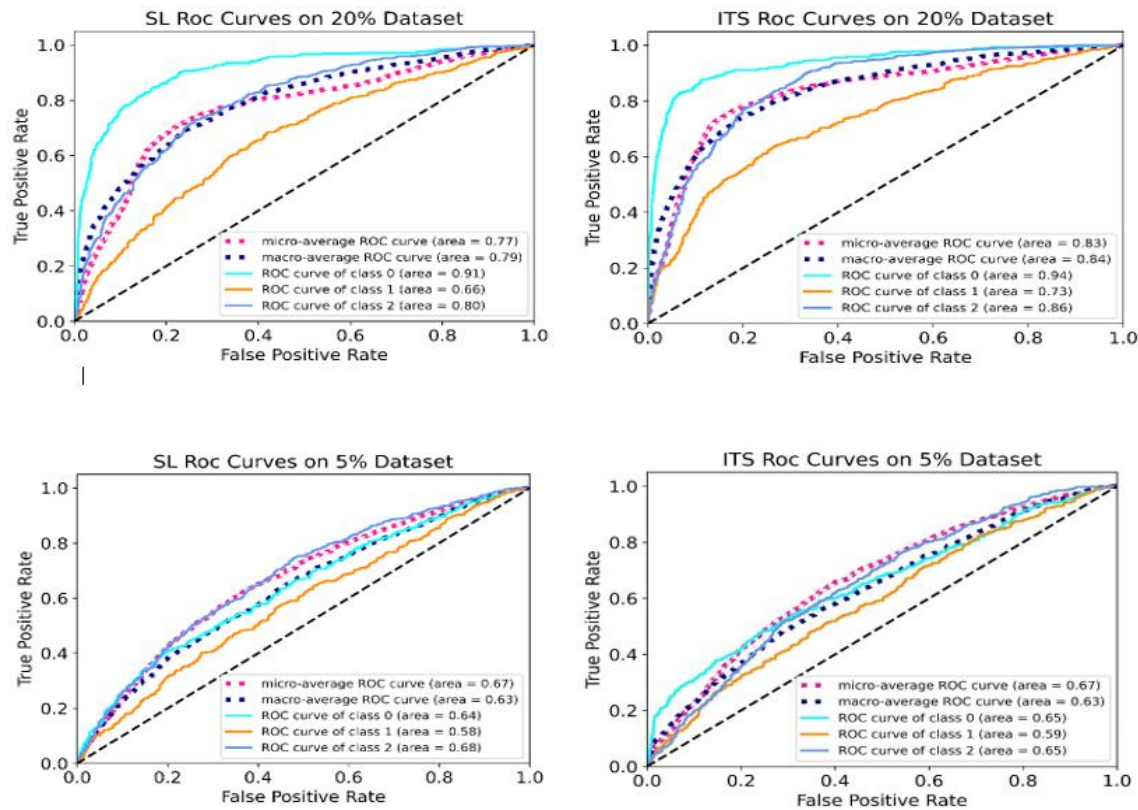 SL Roc Curves on 20% Dataset
True Positive Rate
1.0
0.8
0.6
0.4
0.2
0.0
micro-average ROC curve (area = 0.77)
macro-average ROC curve (area = 0.79)
ROC curve of class 0 (area = 0.91)
ROC curve of class 1 (area = 0.66)
ROC curve of class 2 (area = 0.80)
0.0 0.2 0.4 0.6 0.8 1.0
False Positive Rate
ITS Roc Curves on 20% Dataset
True Positive Rate
1.0
0.8
0.6
0.4
0.2
0.0
micro-average ROC curve (area = 0.83)
macro-average ROC curve (area = 0.84)
ROC curve of class 0 (area = 0.94)
ROC curve of class 1 (area = 0.73)
ROC curve of class 2 (area = 0.86)
0.0 0.2 0.4 0.6 0.8 1.0
False Positive Rate
SL Roc Curves on 5% Dataset
True Positive Rate
1.0
0.8
0.6
0.4
0.2
0.0
micro-average ROC curve (area = 0.67)
macro-average ROC curve (area = 0.63)
ROC curve of class 0 (area = 0.64)
ROC curve of class 1 (area = 0.58)
ROC curve of class 2 (area = 0.68)
0.0 0.2 0.4 0.6 0.8 1.0
False Positive Rate
ITS Roc Curves on 5% Dataset
True Positive Rate
1.0
0.8
0.6
0.4
0.2
0.0
micro-average ROC curve (area = 0.67)
macro-average ROC curve (area = 0.63)
ROC curve of class 0 (area = 0.65)
ROC curve of class 1 (area = 0.59)
ROC curve of class 2 (area = 0.65)
0.0 0.2 0.4 0.6 0.8 1.0
False Positive Rate